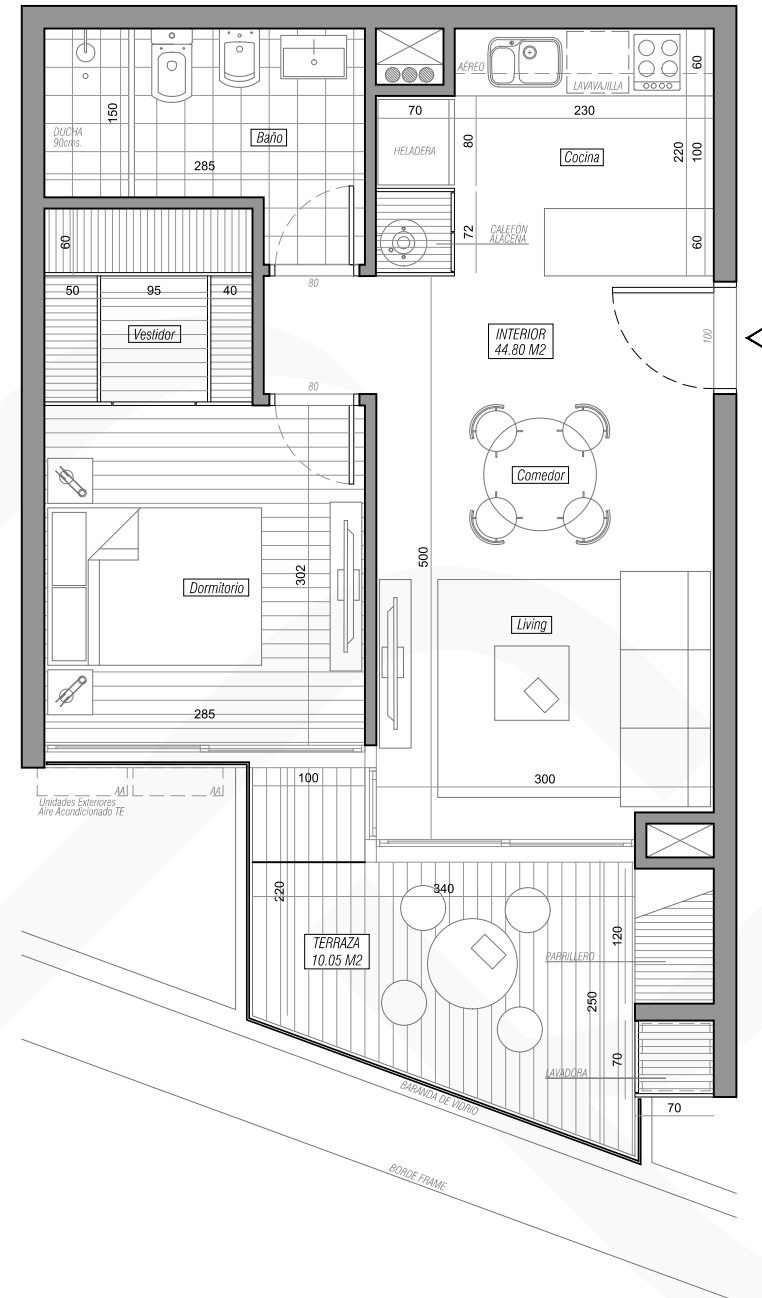 AÉREO
LAVAVAJILLA
60
150
DUCHA
90cms.
Baño
285
70
230
HELADERA
80
Cocina
220
100
60
72
CALEFÓN
ALACENA
60
50
95
40
Vestidor
80
80
INTERIOR
44.80 M2
100
Comedor
500
302
Dormitorio
Living
285
100
300
AA
AA
Unidades Exteriores
Aire Acondicionado TE
220
340
TERRAZA
10.05 M2
120
PARRILLERO
250
70
LAVADORA
70
BARANDA DE VIDRIO
BORDE FRAME